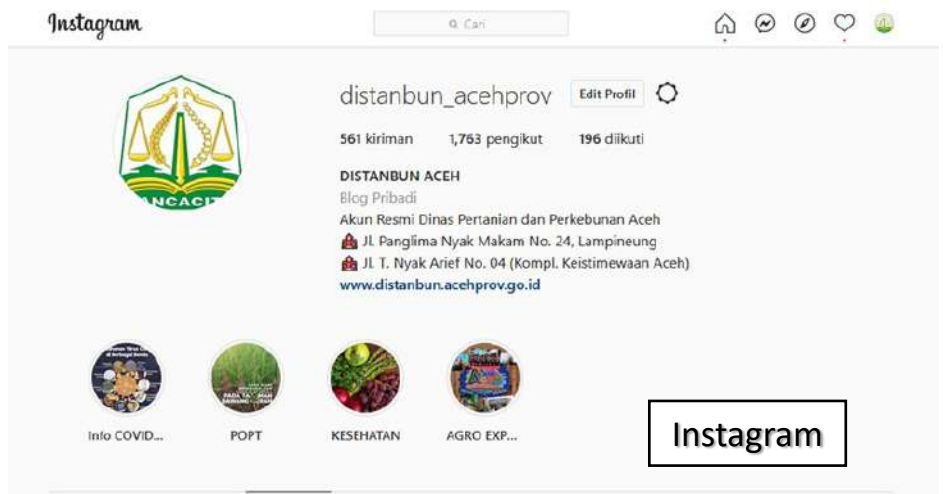 Instagram
Cari
distanbun_acehprov Edit Profil
561 kiriman 1,763 pengikut 196 diikuti
DISTANBUN ACEH
Blog Pribadi
Akun Resmi Dinas Pertanian dan Perkebunan Aceh
Jl. Panglima Nyak Makam No. 24, Lampineung
Jl. T. Nyak Arief No. 04 (Kompl. Keistimewaan Aceh)
www.distanbun.acehprov.go.id
ANCACI
Info COVID... POPT KESEHATAN AGRO EXP...
Instagram